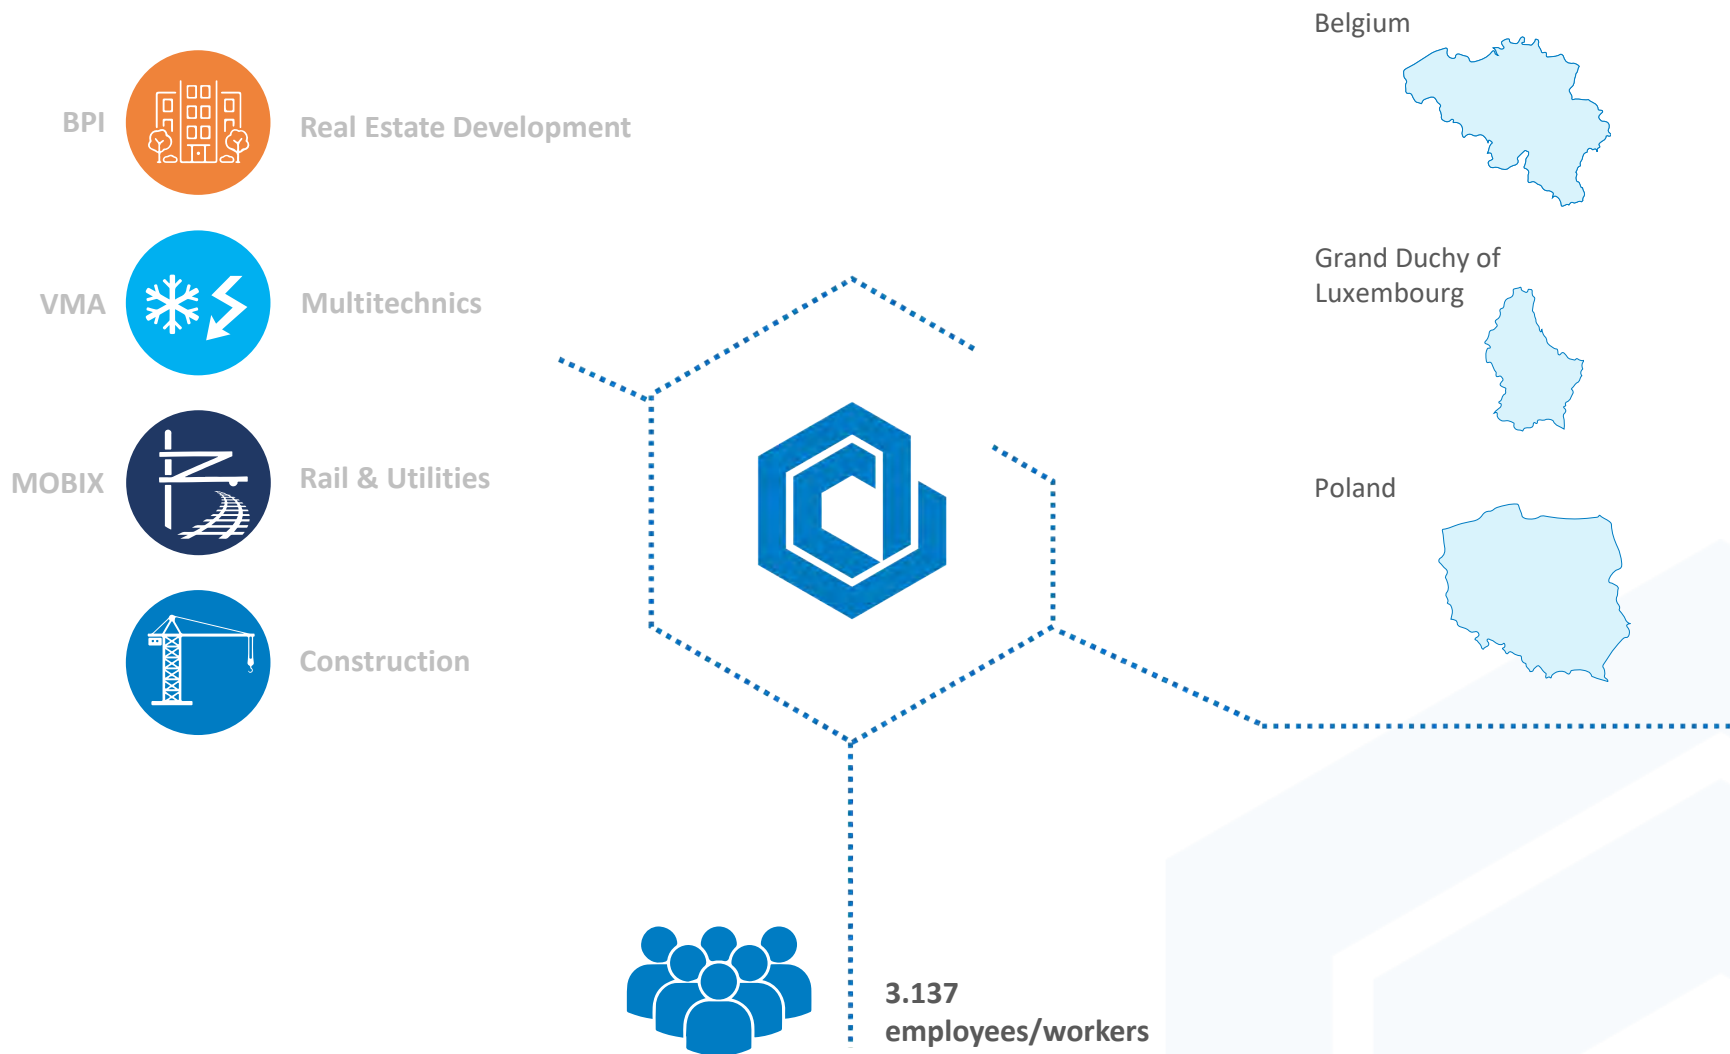 BPI
Real Estate Development
VMA
Multitechnics
MOBIX
Rail & Utilities
Construction
Belgium
Grand Duchy of
Luxembourg
Poland
3.137
employees/workers